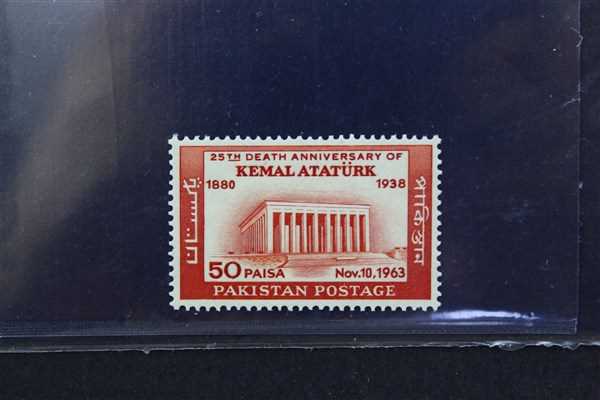 25TH DEATH ANNIVERSARY OF
KEMAL ATATÜRK
1880 1938
پاکستان
পাকিস্তান
50 PAISA Nov.10,1963
PAKISTAN POSTAGE